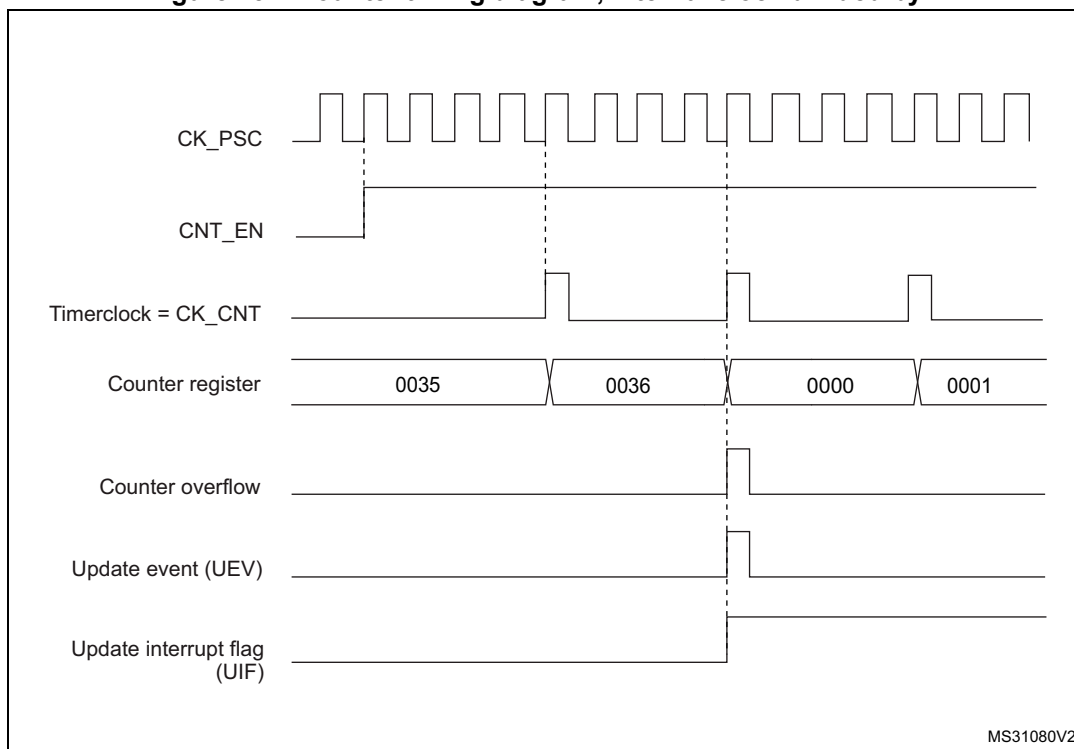 CK_PSC
CNT_EN
Timerclock = CK_CNT
Counter register
0035 0036 0000 0001
Counter overflow
Update event (UEV)
Update interrupt flag
(UIF)
MS31080V2